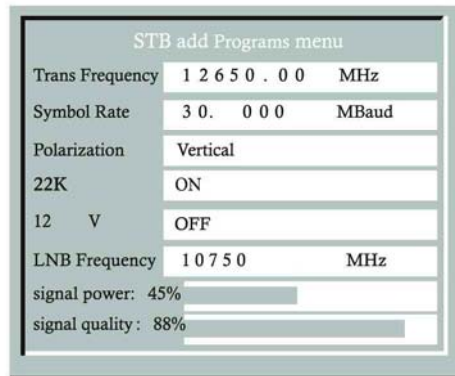 STB add Programs menu
Trans Frequency 12650.00 MHz
Symbol Rate 30. 000 MBaud
Polarization Vertical
22K ON
12 V OFF
LNB Frequency 10750 MHz
signal power: 45%
signal quality: 88%